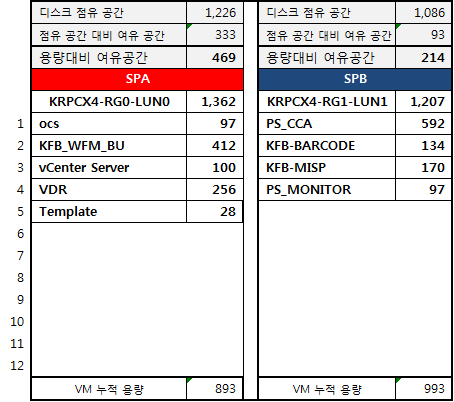 디스크 점유 공간 1,226 디스크 점유 공간 1,086
점유 공간 대비 여유 공간 333 점유 공간 대비 여유 공간 93
용량대비 여유공간 469 용량대비 여유공간 214
SPA SPB
KRPCX4-RG0-LUN0 1,362 KRPCX4-RG1-LUN1 1,207
1 ocs 97 PS_CCA 592
2 KFB_WFM_BU 412 KFB-BARCODE 134
3 vCenter Server 100 KFB-MISP 170
4 VDR 256 PS_MONITOR 97
5 Template 28
6
7
8
9
10
11
12
VM 누적 용량 893 VM 누적 용량 993